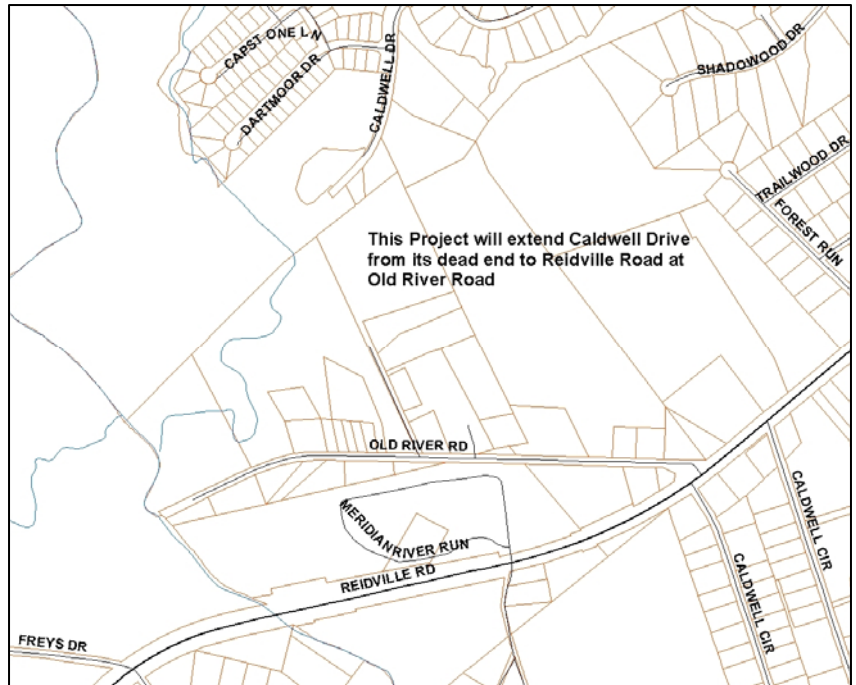 CAPST ONE LN
DARTMOOR DR
CALDWELL DR
SHADOWOOD DR
TRAILWOOD DR
FOREST RUN
This Project will extend Caldwell Drive
from its dead end to Reidville Road at
Old River Road
OLD RIVER RD
MERIDIAN RIVER RUN
REIDVILLE RD
CALDWELL CIR
CALDWELL CIR
FREYS DR